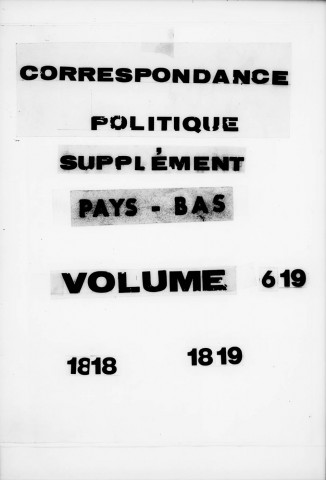 CORRESPONDANCE
POLITIQUE
SUPPLÉMENT
PAYS - BAS
VOLUME 619
1818 1819